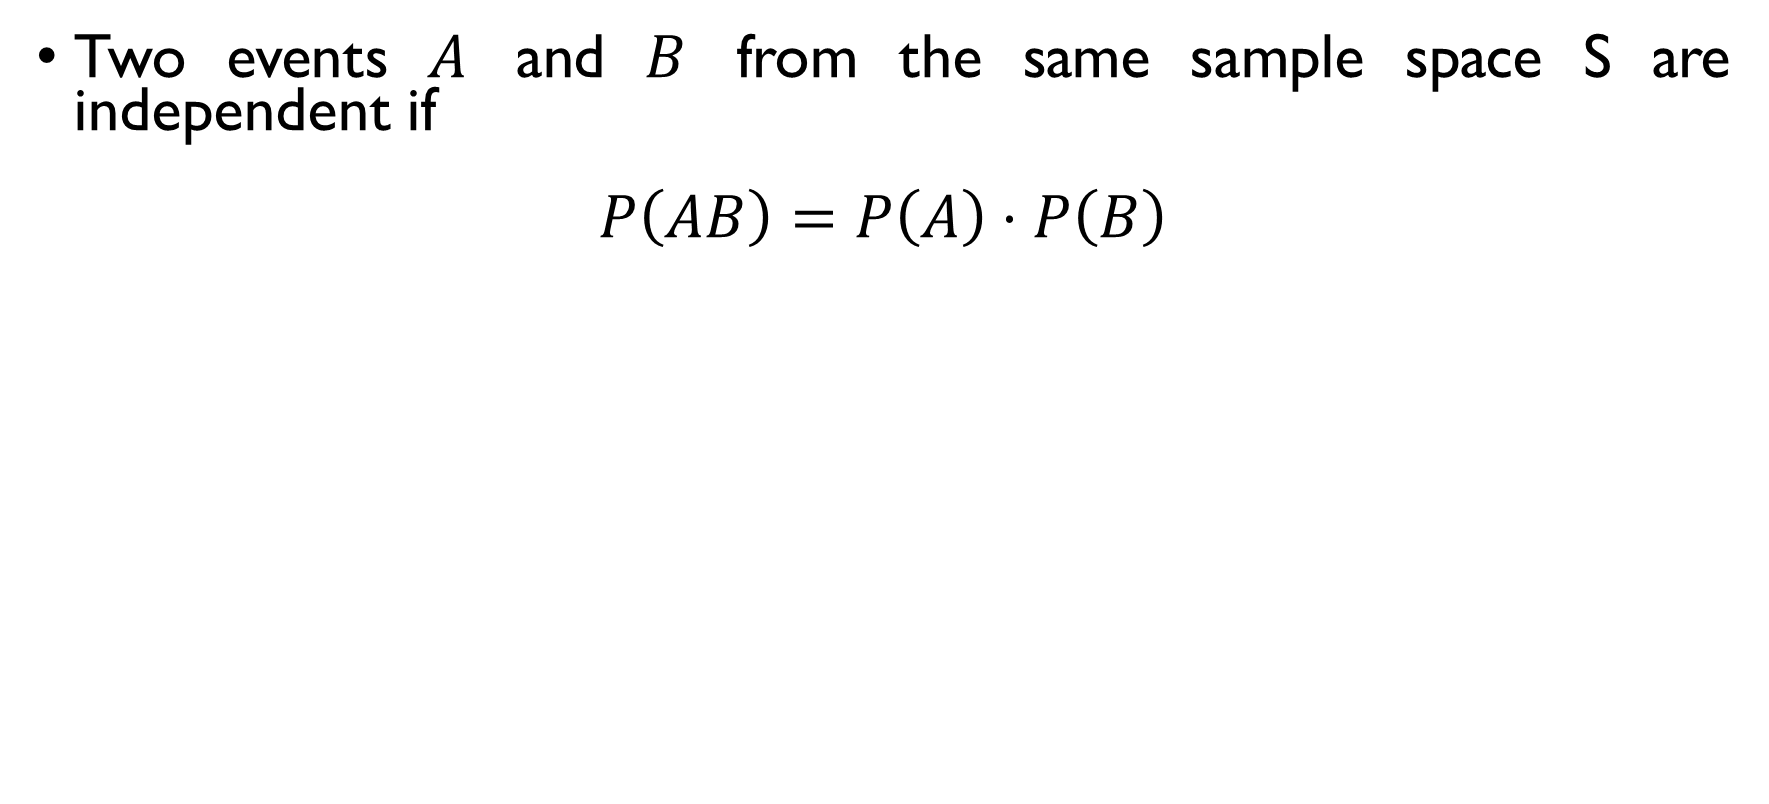 • Two events A and B from the same sample space S are
independent if
P(AB) = P(A) · P(B)